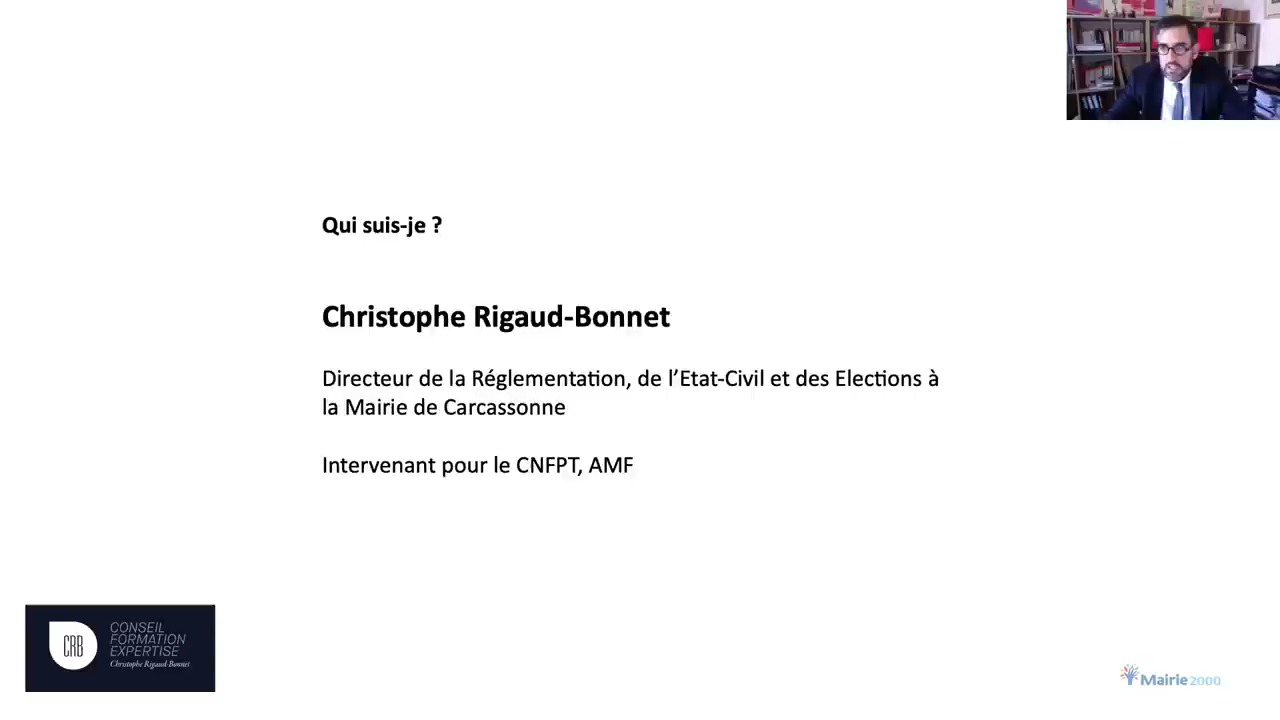 Qui suis-je ?
Christophe Rigaud-Bonnet
Directeur de la Réglementation, de l’Etat-Civil et des Elections à
la Mairie de Carcassonne
Intervenant pour le CNFPT, AMF
CRB
CONSEIL
FORMATION
EXPERTISE
Christophe Rigaud-Bonnet
Mairie 2000